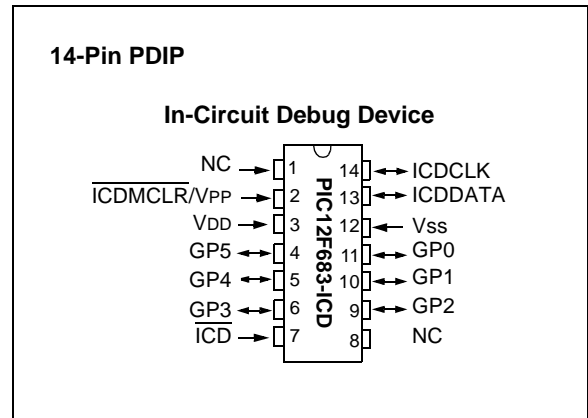 14-Pin PDIP
In-Circuit Debug Device
NC 1 14 ICDCLK
ICDMCLR/VPP 2 13 ICDDATA
VDD 3 12 Vss
GP5 4 11 GP0
GP4 5 10 GP1
GP3 6 9 GP2
ICD 7 8 NC
PIC12F683-ICD